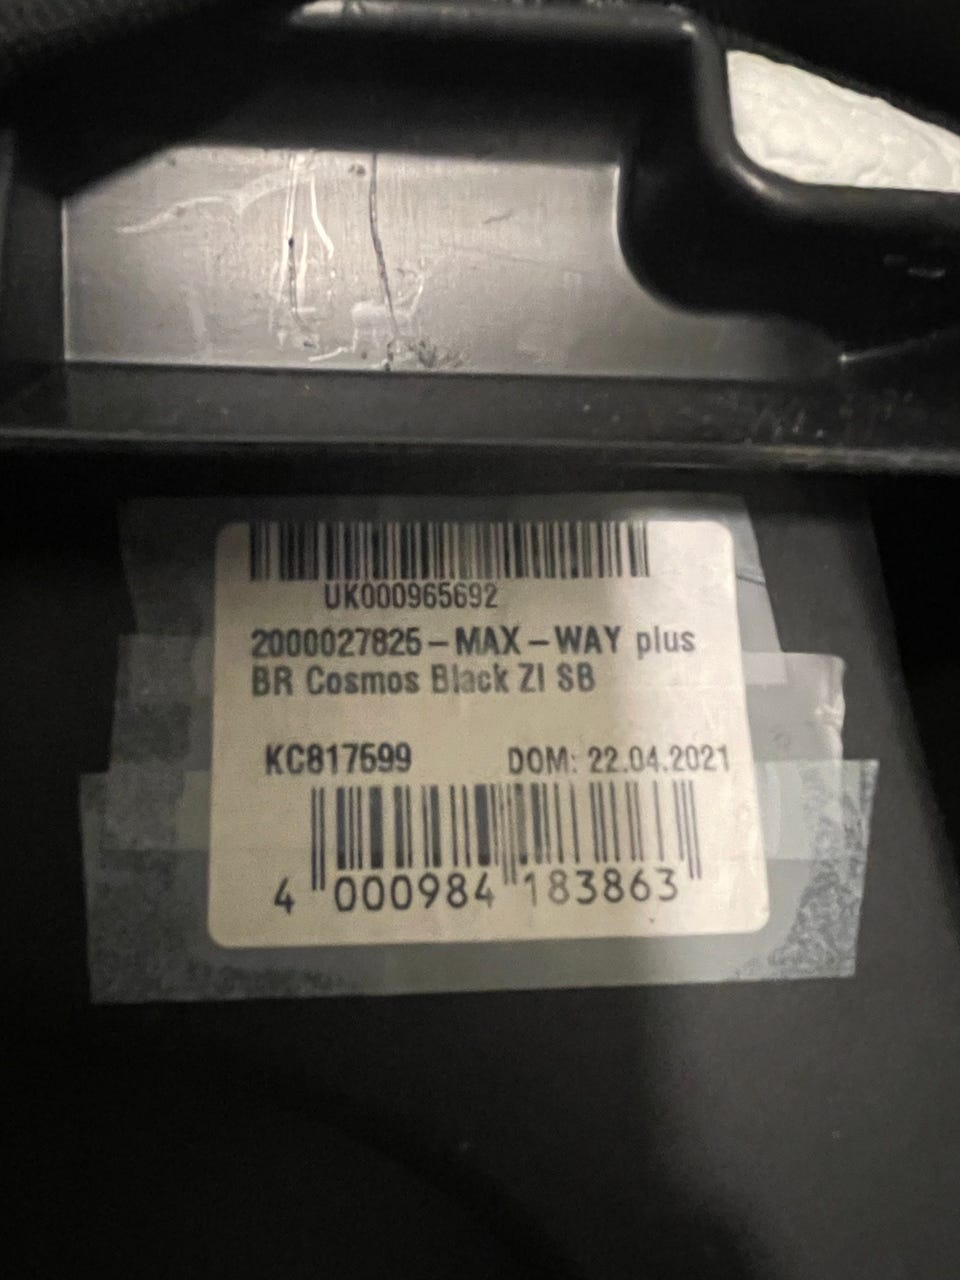 UK000965692
2000027825-MAX-WAY plus
BR Cosmos Black ZI SB
KC817599 DOM: 22.04.2021
4 000984 183863